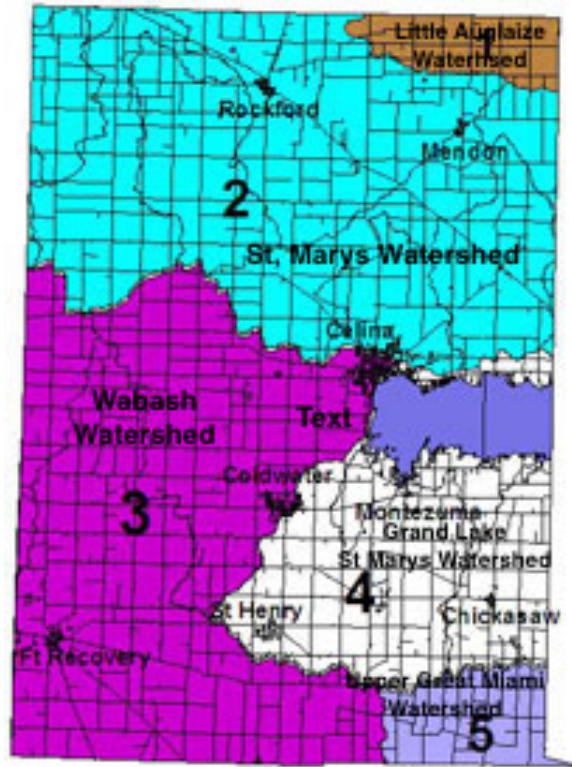 Little Auglaize
1
Waterhsed
Rockford
Mendon
2
St, Marys Watershed
Celina
Wabash
Watershed
Text
Coldwater
3
Montezuma
Grand Lake
St Marys Watershed
4
St Henry
Chickasaw
Ft Recovery
Upper Great Miami
Watershed
5